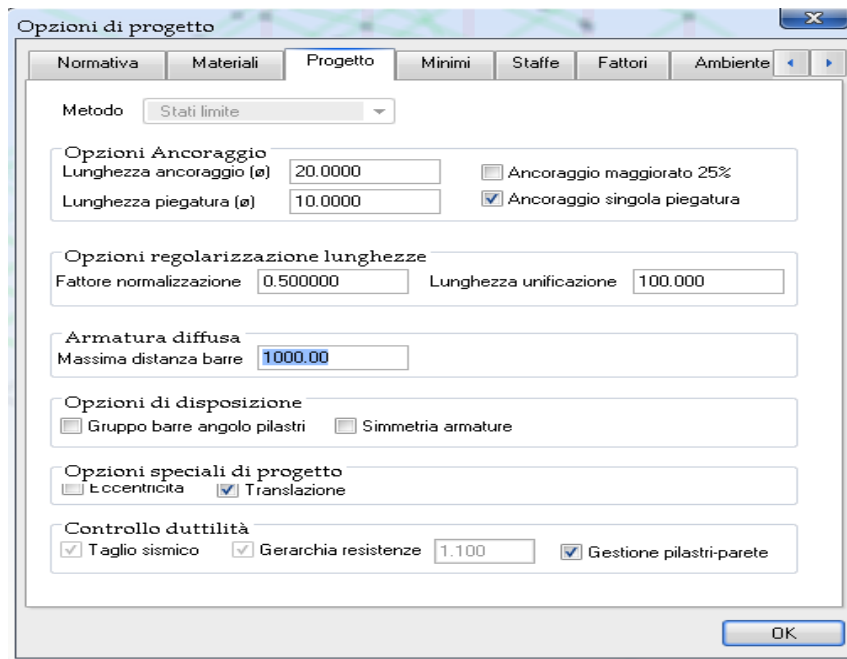 Opzioni di progetto
Normativa Materiali Progetto Minimi Staffe Fattori Ambiente
Metodo Stati limite
Opzioni Ancoraggio
Lunghezza ancoraggio (ø) 20.0000 Ancoraggio maggiorato 25%
Lunghezza piegatura (ø) 10.0000 Ancoraggio singola piegatura
Opzioni regolarizzazione lunghezze
Fattore normalizzazione 0.500000 Lunghezza unificazione 100.000
Armatura diffusa
Massima distanza barre 1000.00
Opzioni di disposizione
Gruppo barre angolo pilastri Simmetria armature
Opzioni speciali di progetto
Eccentricità Translazione
Controllo duttilità
Taglio sismico Gerarchia resistenze 1.100 Gestione pilastri-parete
OK